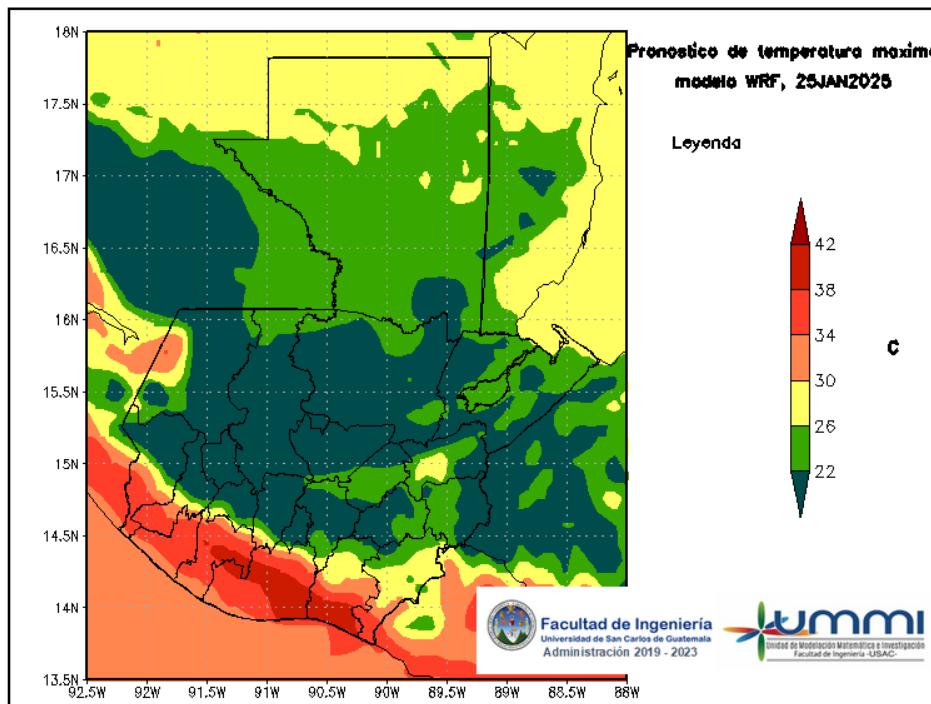 Pronostico de temperatura maxima
modelo WRF, 25JAN2025
Leyenda
42
38
34
30
26
22
C
18N
17.5N
17N
16.5N
16N
15.5N
15N
14.5N
14N
13.5N
92.5W
92W
91.5W
91W
90.5W
90W
89.5W
89W
88.5W
88W
Facultad de Ingeniería
Universidad de San Carlos de Guatemala
Administración 2019 - 2023
ummi
Unidad de Modelación Matemática e Investigación
Facultad de Ingeniería -USAC-